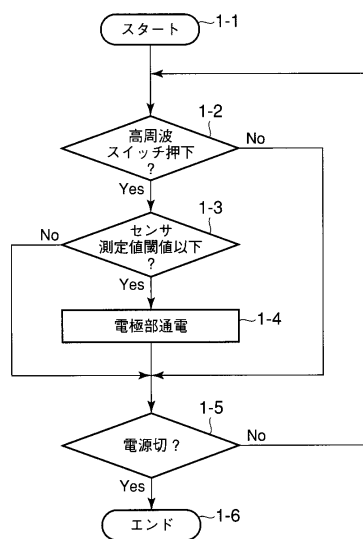 スタート
1-1
1-2
高周波
スイッチ押下
?
No
Yes
1-3
センサ
測定値閾値以下
?
No
Yes
1-4
電極部通電
1-5
電源切?
No
Yes
エンド
1-6